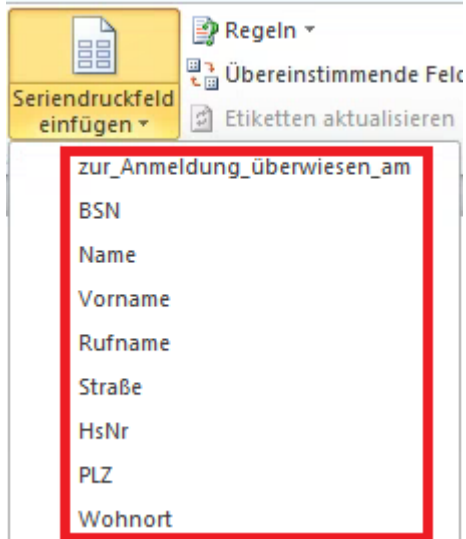 Regeln
Übereinstimmende Feld
Seriendruckfeld
einfügen
Etiketten aktualisieren
zur_Anmeldung_überwiesen_am
BSN
Name
Vorname
Rufname
Straße
HsNr
PLZ
Wohnort